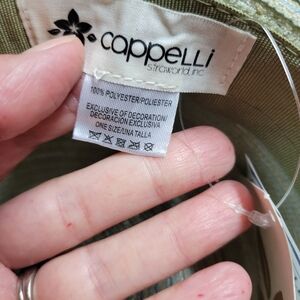 cappelli
straworld, inc
100% POLYESTER/POLIESTER
EXCLUSIVE OF DECORATION/
DECORACION EXCLUSIVA
ONE SIZE/UNA TALLA